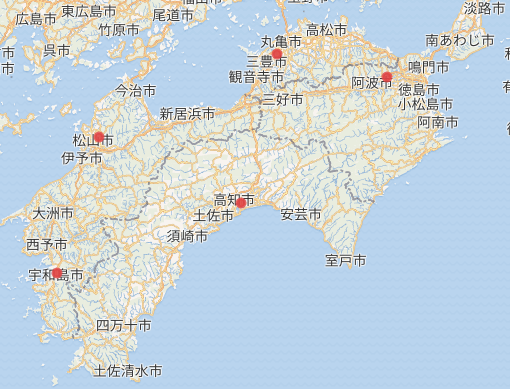 淡路市
広島市
東広島市
尾道市
竹原市
呉市
丸亀市
高松市
南あわじ市
三豊市
観音寺市
鳴門市
阿波市
徳島市
小松島市
今治市
三好市
新居浜市
阿南市
松山市
伊予市
高知市
土佐市
安芸市
大洲市
須崎市
西予市
室戸市
宇和島市
四万十市
土佐清水市